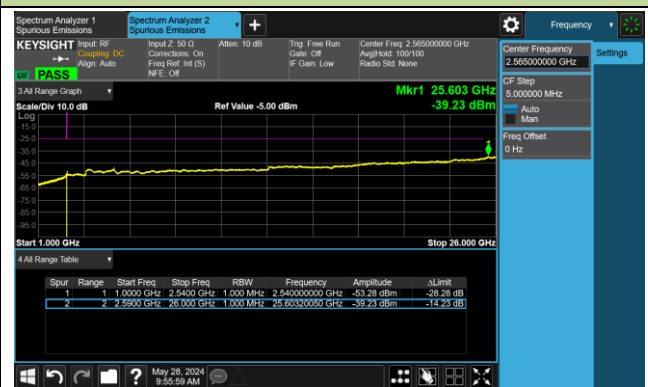 Spectrum Analyzer 1
Spurious Emissions
Spectrum Analyzer 2
Spurious Emissions
Frequency
KEYSIGHT
Input: RF
Coupling: DC
Align: Auto
Input Z: 50 Ω
Corrections: On
Freq Ref: Int (S)
NFE: Off
Atten: 10 dB
Trig: Free Run
Gate: Off
IF Gain: Low
Center Freq: 2.565000000 GHz
Avg|Hold: 100/100
Radio Std: None
PASS
Center Frequency
2.565000000 GHz
Settings
CF Step
5.000000 MHz
Auto
Man
Freq Offset
0 Hz
3 All Range Graph
Mkr1 25.603 GHz
Scale/Div 10.0 dB
Ref Value -5.00 dBm
-39.23 dBm
Log
-15.0
-25.0
-35.0
-45.0
-55.0
-65.0
-75.0
-85.0
-95.0
1
Start 1.000 GHz
Stop 26.000 GHz
4 All Range Table
Spur Range Start Freq Stop Freq RBW Frequency Amplitude ΔLimit
1 1 1.0000 GHz 2.5400 GHz 1.000 MHz 2.540000000 GHz -53.28 dBm -28.28 dB
2 2 2.5900 GHz 26.000 GHz 1.000 MHz 25.60320050 GHz -39.23 dBm -14.23 dB
?
May 28, 2024
9:55:59 AM